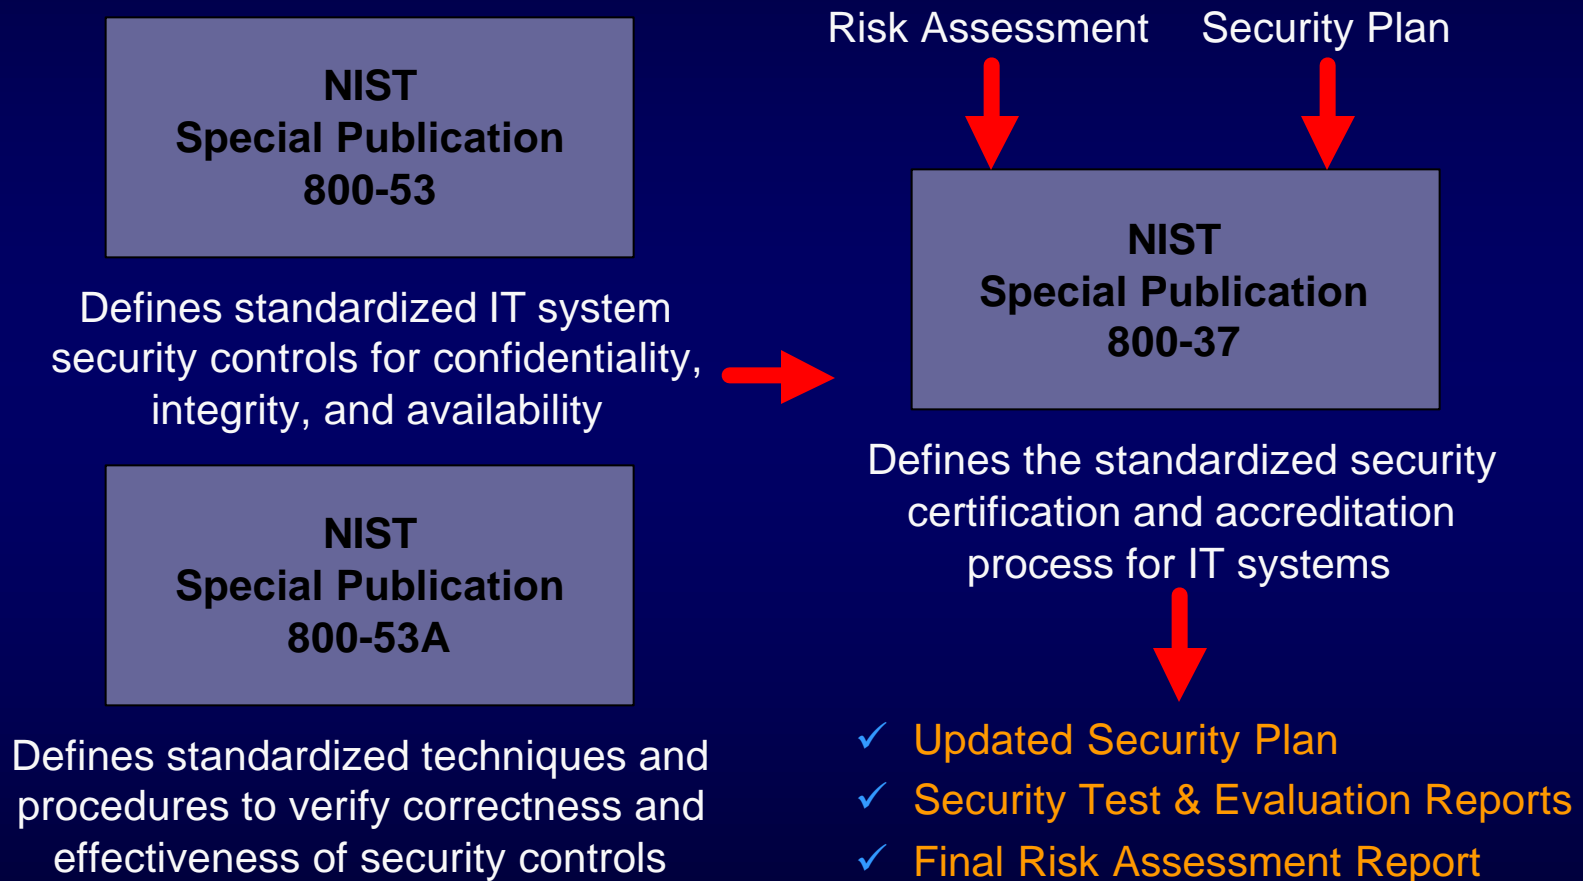 NIST
Special Publication
800-53
Defines standardized IT system
security controls for confidentiality,
integrity, and availability
NIST
Special Publication
800-53A
Defines standardized techniques and
procedures to verify correctness and
effectiveness of security controls
Risk Assessment
Security Plan
NIST
Special Publication
800-37
Defines the standardized security
certification and accreditation
process for IT systems
✓ Updated Security Plan
✓ Security Test & Evaluation Reports
✓ Final Risk Assessment Report